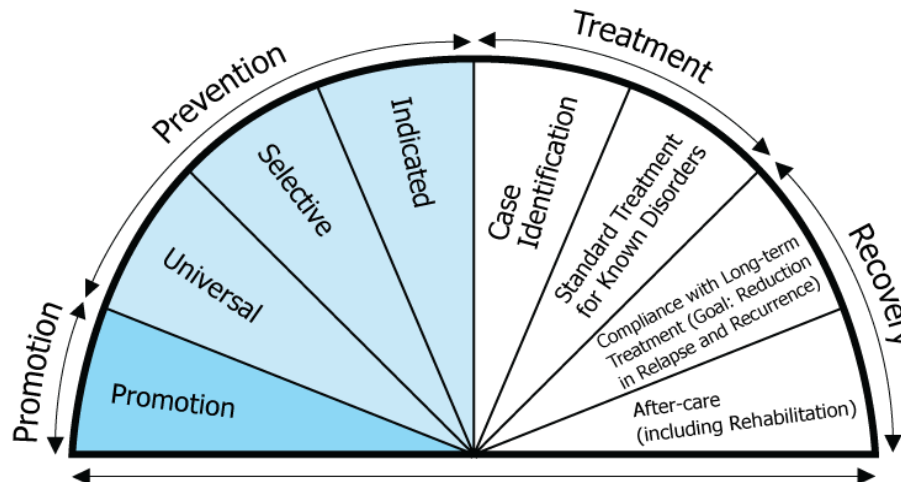 Promotion
Prevention
Treatment
Recovery
Promotion
Universal
Selective
Indicated
Case
Identification
Standard Treatment
for Known Disorders
Compliance with Long-term
Treatment (Goal: Reduction
in Relapse and Recurrence)
After-care
(including Rehabilitation)